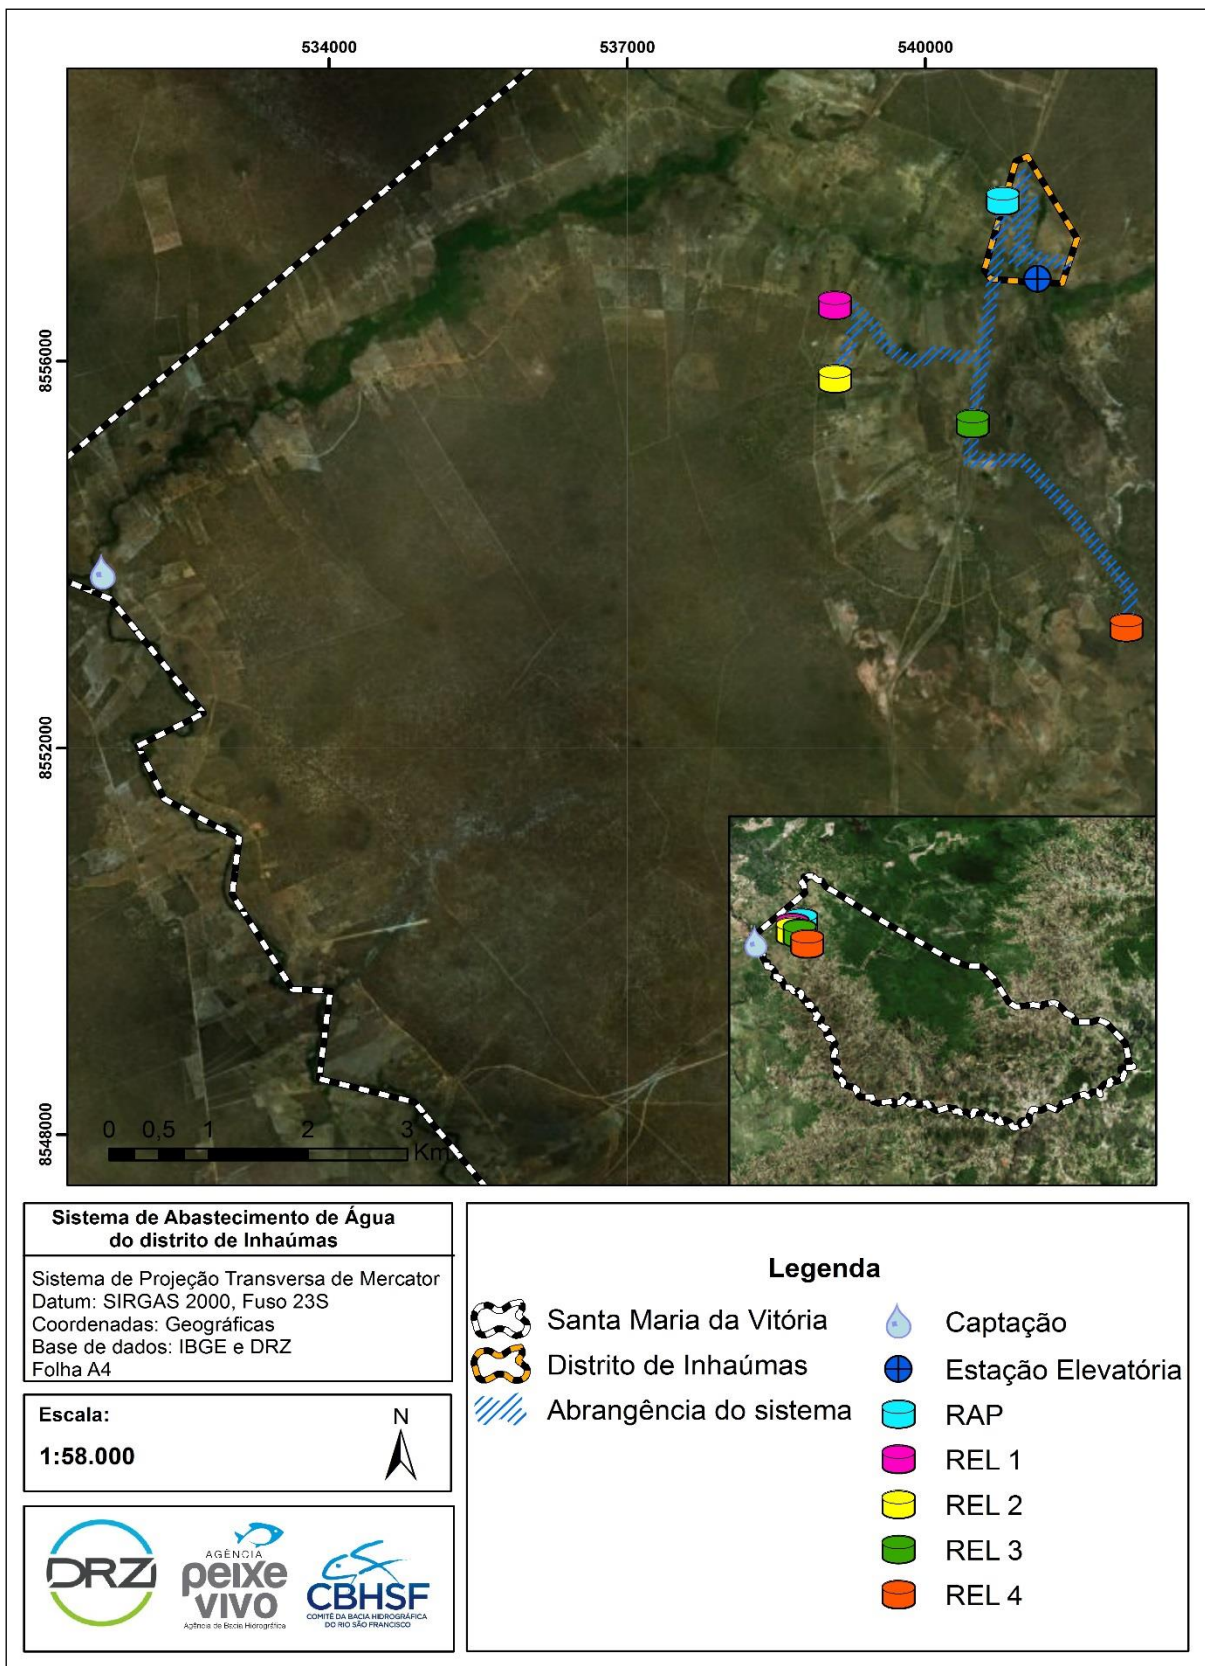 534000
537000
540000
8556000
8552000
8548000
0 0,5 1 2 3
Km
Sistema de Abastecimento de Água
do distrito de Inhaúmas
Sistema de Projeção Transversa de Mercator
Datum: SIRGAS 2000, Fuso 23S
Coordenadas: Geográficas
Base de dados: IBGE e DRZ
Folha A4
Escala:
1:58.000
N
DRZ
AGÊNCIA
peixe
vivo
Agência de Bacia Hidrográfica
CBHSF
COMITÊ DA BACIA HIDROGRÁFICA
DO RIO SÃO FRANCISCO
Legenda
Santa Maria da Vitória
Distrito de Inhaúmas
Abrangência do sistema
Captação
Estação Elevatória
RAP
REL 1
REL 2
REL 3
REL 4